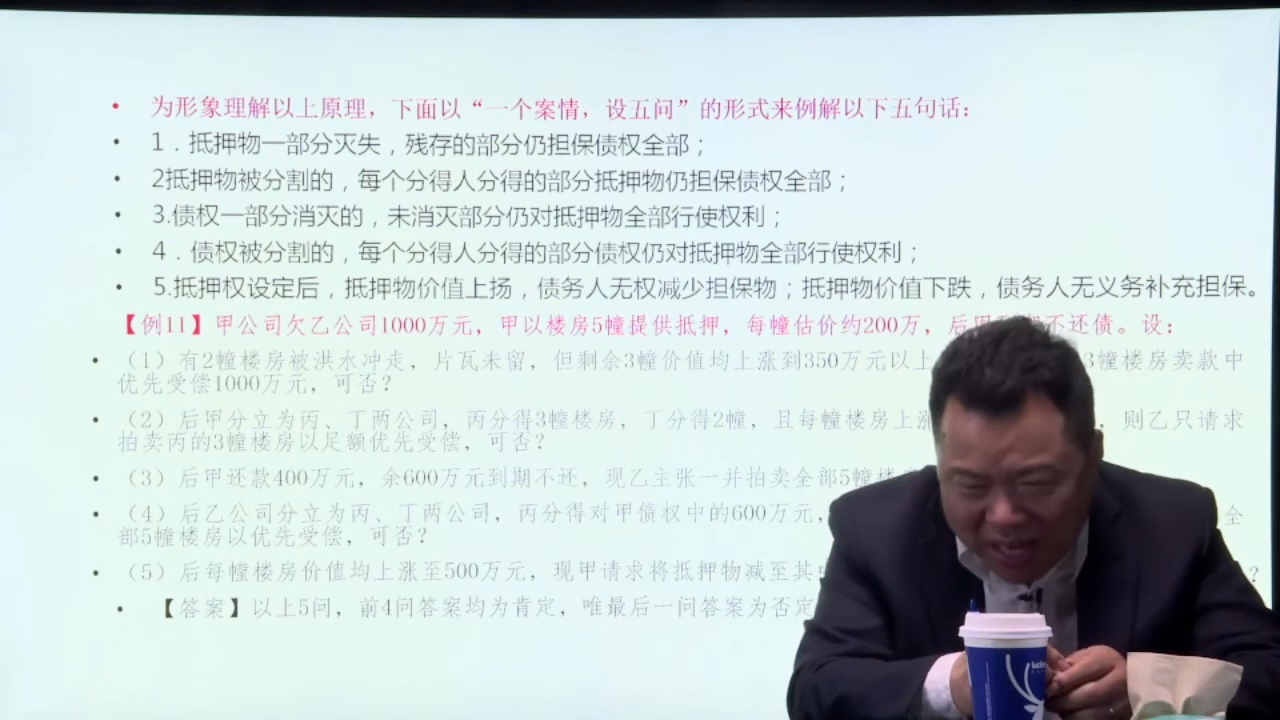 • 为形象理解以上原理，下面以“一个案情，设五问”的形式来例解以下五句话：
• 1．抵押物一部分灭失，残存的部分仍担保债权全部；
• 2抵押物被分割的，每个分得人分得的部分抵押物仍担保债权全部；
• 3.债权一部分消灭的，未消灭部分仍对抵押物全部行使权利；
• 4．债权被分割的，每个分得人分得的部分债权仍对抵押物全部行使权利；
• 5.抵押权设定后，抵押物价值上扬，债务人无权减少担保物；抵押物价值下跌，债务人无义务补充担保。
【例11】甲公司欠乙公司1000万元，甲以楼房5幢提供抵押，每幢估价约200万，后甲 不还债。设：
• （1）有2幢楼房被洪水冲走，片瓦未留，但剩余3幢价值均上涨到350万元以上 3幢楼房卖款中
优先受偿1000万元，可否？
• （2）后甲分立为丙、丁两公司，丙分得3幢楼房，丁分得2幢，且每幢楼房上涨 ，则乙只请求
拍卖丙的3幢楼房以足额优先受偿，可否？
• （3）后甲还款400万元，余600万元到期不还，现乙主张一并拍卖全部5幢楼
• （4）后乙公司分立为丙、丁两公司，丙分得对甲债权中的600万元， 全
部5幢楼房以优先受偿，可否？
• （5）后每幢楼房价值均上涨至500万元，现甲请求将抵押物减至其 ？
• 【答案】以上5问，前4问答案均为肯定，唯最后一问答案为否定
luckin